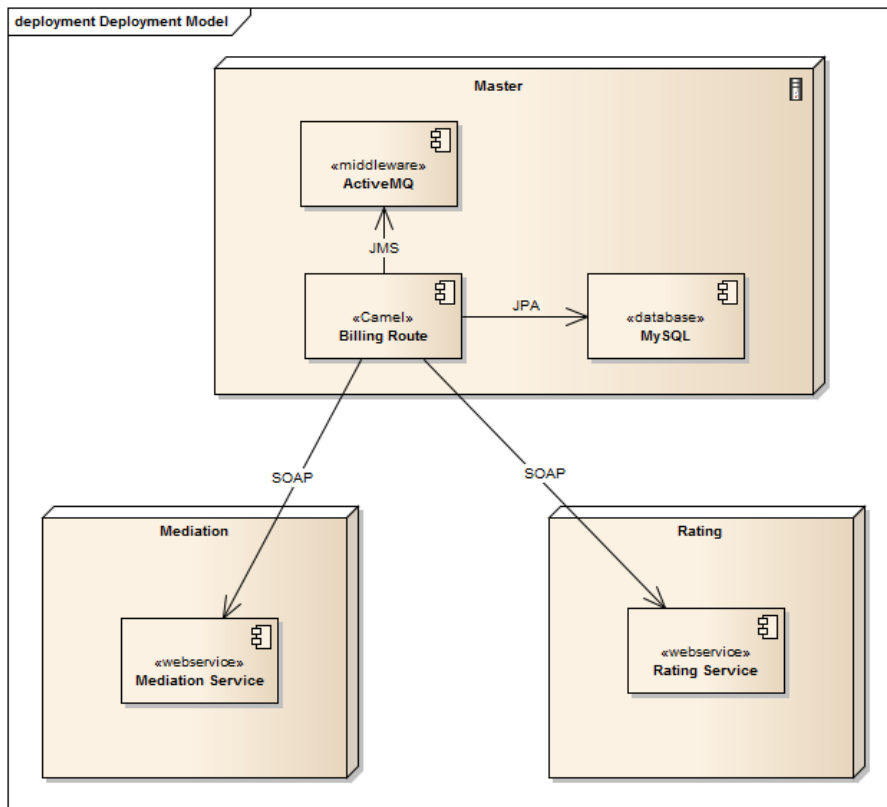 deployment Deployment Model
Master
«middleware»
ActiveMQ
JMS
«Camel»
Billing Route
JPA
«database»
MySQL
SOAP
SOAP
Mediation
«webservice»
Mediation Service
Rating
«webservice»
Rating Service